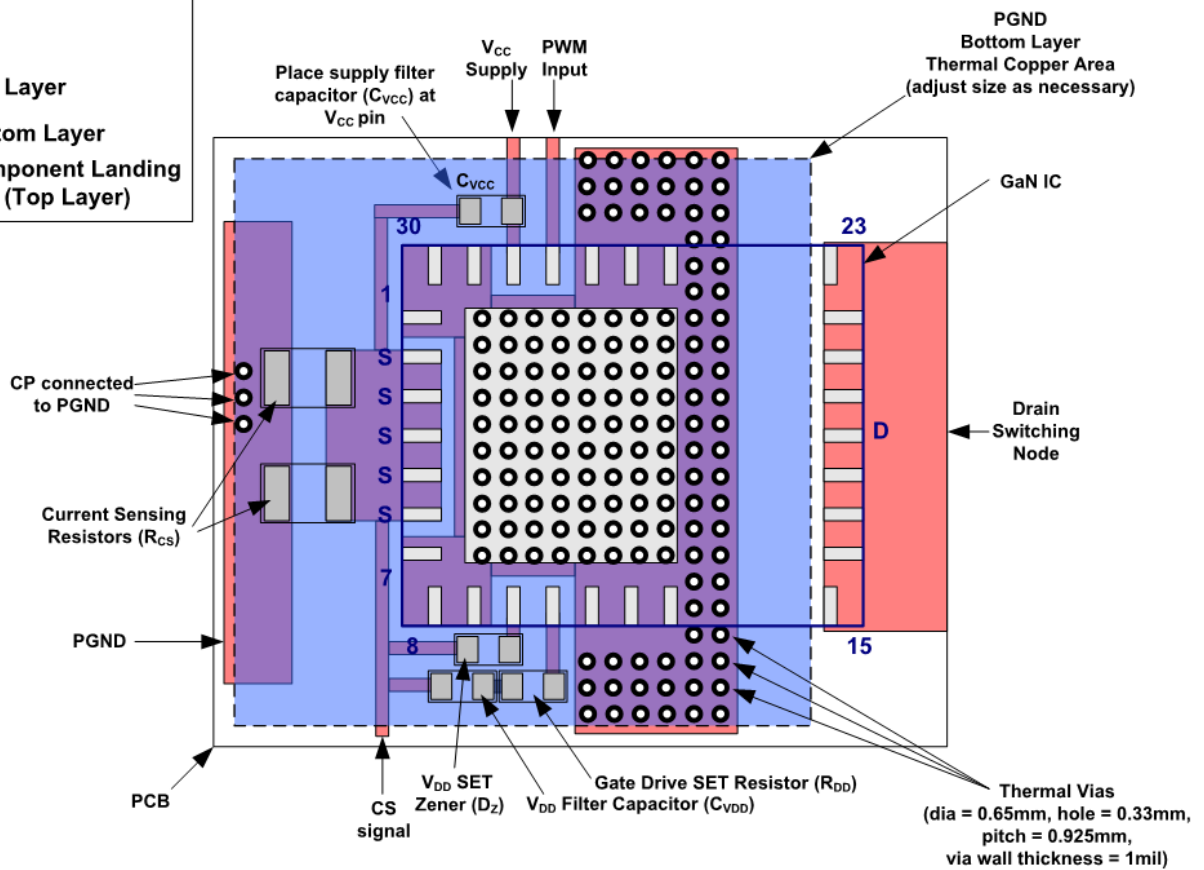 PGND
Bottom Layer
Thermal Copper Area
(adjust size as necessary)
VCC
Supply
PWM
Input
Place supply filter
capacitor (CVCC) at
VCC pin
Layer
tom Layer
mponent Landing
(Top Layer)
CVCC
GaN IC
30
23
1
S
S
S
S
S
D
7
8
15
CP connected
to PGND
Drain
Switching
Node
Current Sensing
Resistors (RCS)
PGND
PCB
CS
signal
VDD SET
Zener (DZ)
Gate Drive SET Resistor (RDD)
VDD Filter Capacitor (CVDD)
Thermal Vias
(dia = 0.65mm, hole = 0.33mm,
pitch = 0.925mm,
via wall thickness = 1mil)